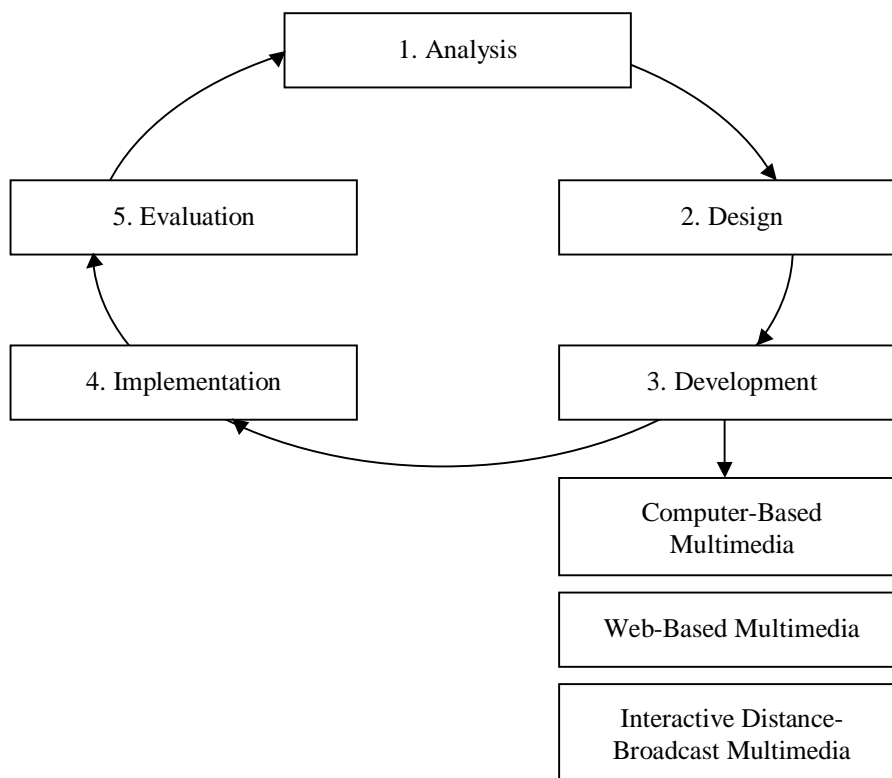 1. Analysis
5. Evaluation
2. Design
4. Implementation
3. Development
Computer-Based
Multimedia
Web-Based Multimedia
Interactive Distance-
Broadcast Multimedia